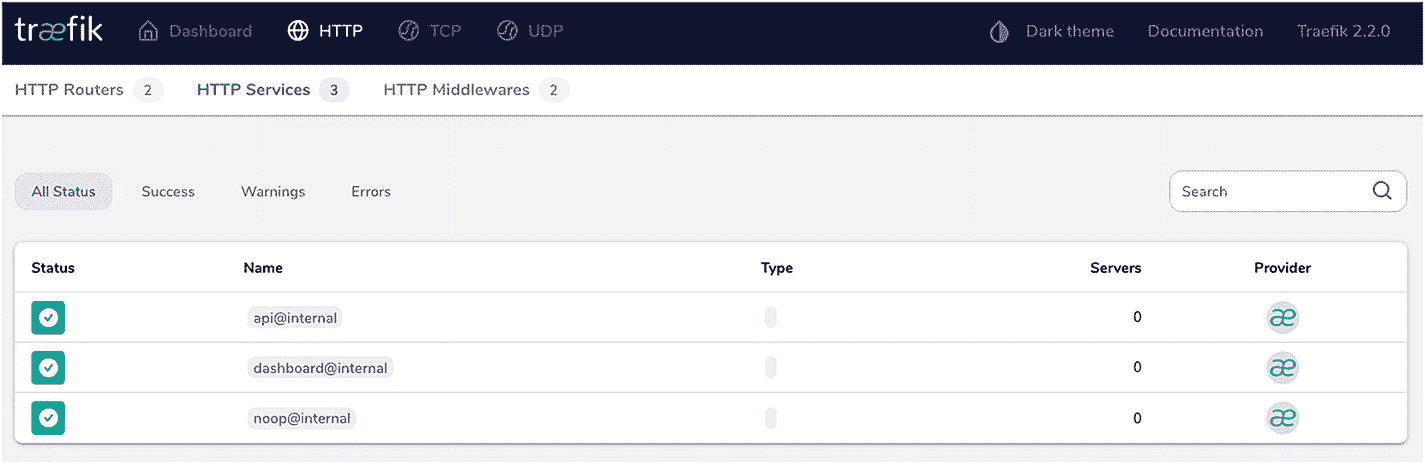 træfik Dashboard HTTP TCP UDP Dark theme Documentation Traefik 2.2.0
HTTP Routers 2 HTTP Services 3 HTTP Middlewares 2
All Status Success Warnings Errors Search
Status Name Type Servers Provider
api@internal 0 æ
dashboard@internal 0 æ
noop@internal 0 æ